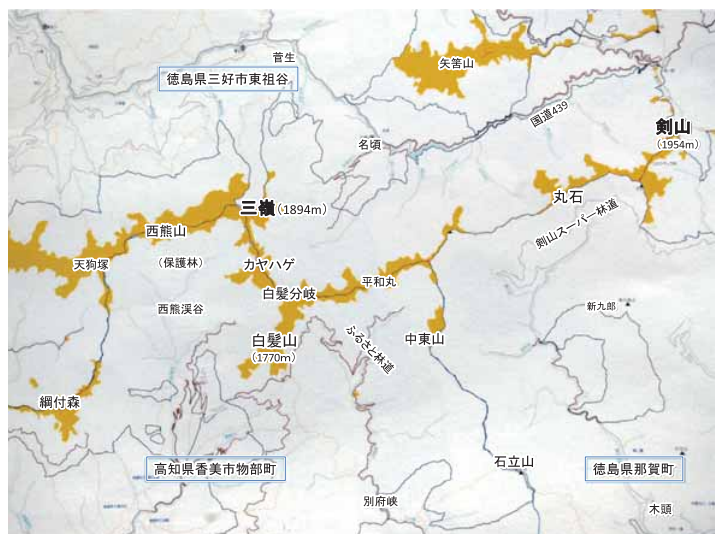 菅生
矢筈山
徳島県三好市東祖谷
国道439
名頃
剣山
(1954m)
丸石
三嶺(1894m)
剣山スーパー林道
西熊山
天狗塚
(保護林)
カヤハゲ
白髪分岐
平和丸
西熊渓谷
新九郎
白髪山
(1770m)
ふるさと林道
中東山
綱付森
高知県香美市物部町
石立山
徳島県那賀町
別府峡
木頭